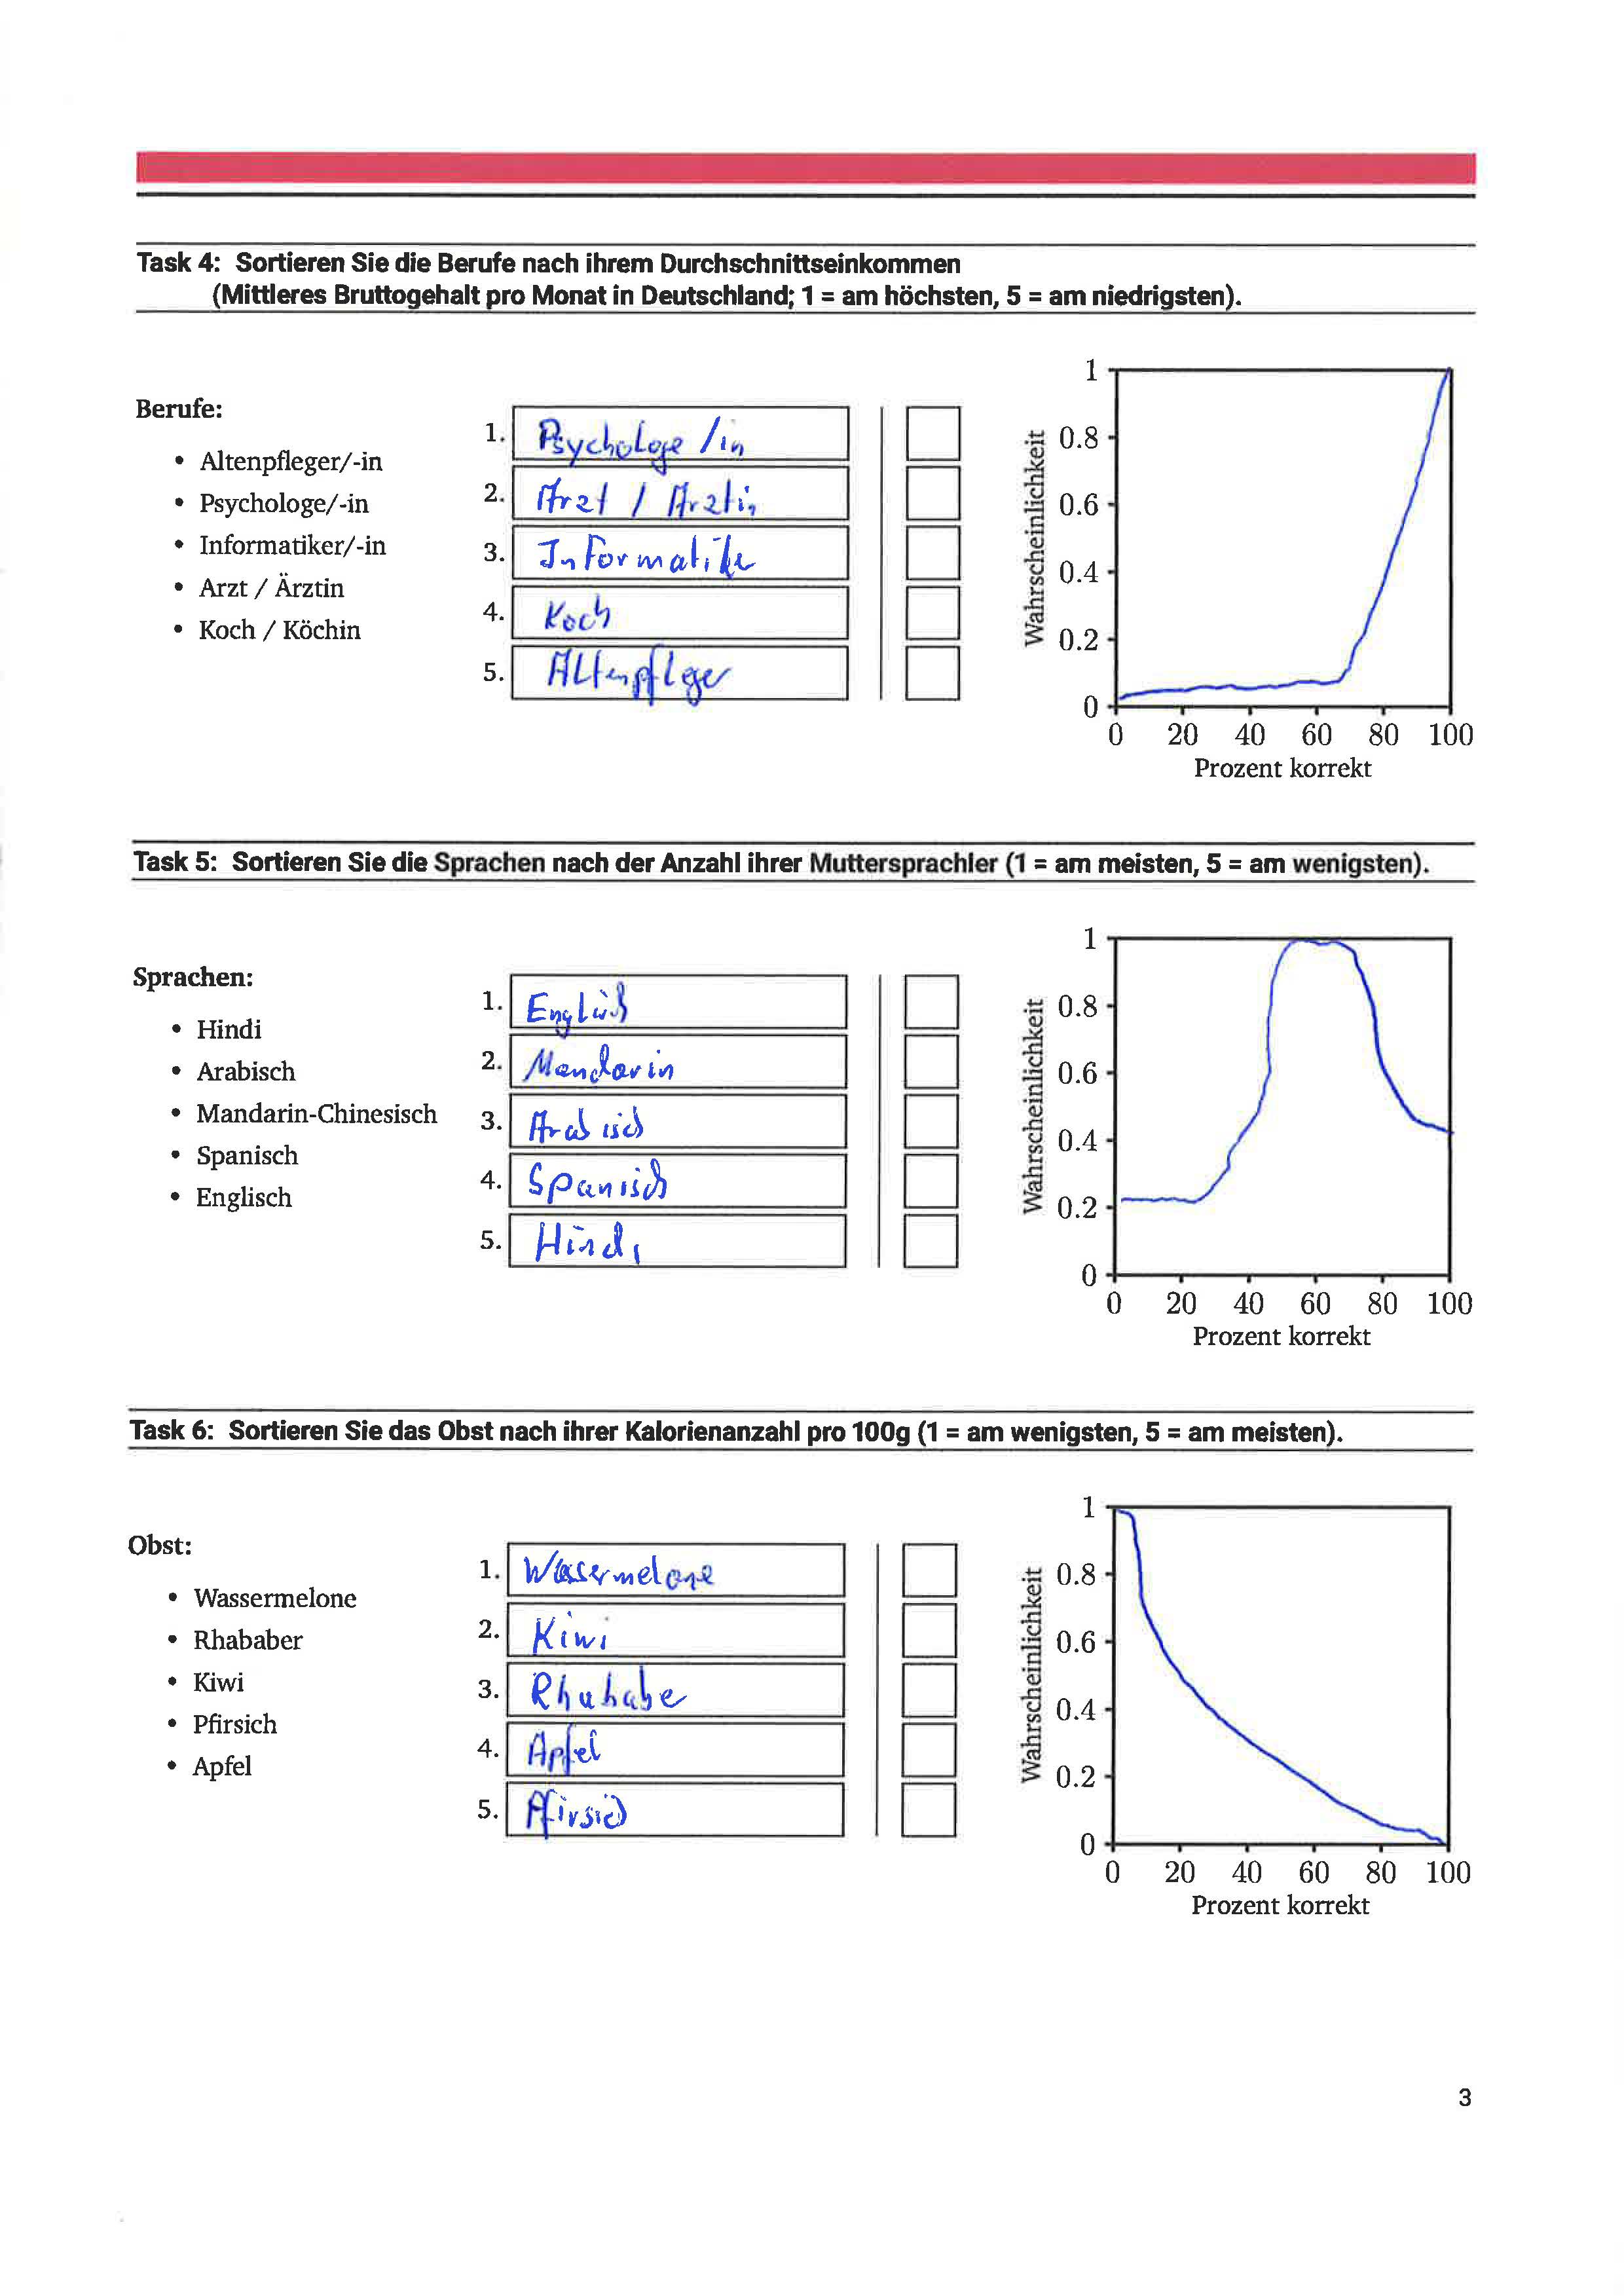 Task 4: Sortieren Sie die Berufe nach ihrem Durchschnittseinkommen
(Mittleres Bruttogehalt pro Monat in Deutschland; 1 = am höchsten, 5 = am niedrigsten).
Berufe:
• Altenpfleger/-in
• Psychologe/-in
• Informatiker/-in
• Arzt / Ärztin
• Koch / Köchin
1. Psychologe /in
2. Arzt / Arztin
3. Informatike
4. Koch
5. Altenpfleger
Wahrscheinlichkeit
1
0.8
0.6
0.4
0.2
0
0 20 40 60 80 100
Prozent korrekt
Task 5: Sortieren Sie die Sprachen nach der Anzahl ihrer Muttersprachler (1 = am meisten, 5 = am wenigsten).
Sprachen:
• Hindi
• Arabisch
• Mandarin-Chinesisch
• Spanisch
• Englisch
1. Englisch
2. Mandarin
3. Arabisch
4. Spanisch
5. Hindi
Wahrscheinlichkeit
1
0.8
0.6
0.4
0.2
0
0 20 40 60 80 100
Prozent korrekt
Task 6: Sortieren Sie das Obst nach ihrer Kalorienanzahl pro 100g (1 = am wenigsten, 5 = am meisten).
Obst:
• Wassermelone
• Rhababer
• Kiwi
• Pfirsich
• Apfel
1. Wassermelone
2. Kiwi
3. Rhababe
4. Apfel
5. Pfirsich
Wahrscheinlichkeit
1
0.8
0.6
0.4
0.2
0
0 20 40 60 80 100
Prozent korrekt
3